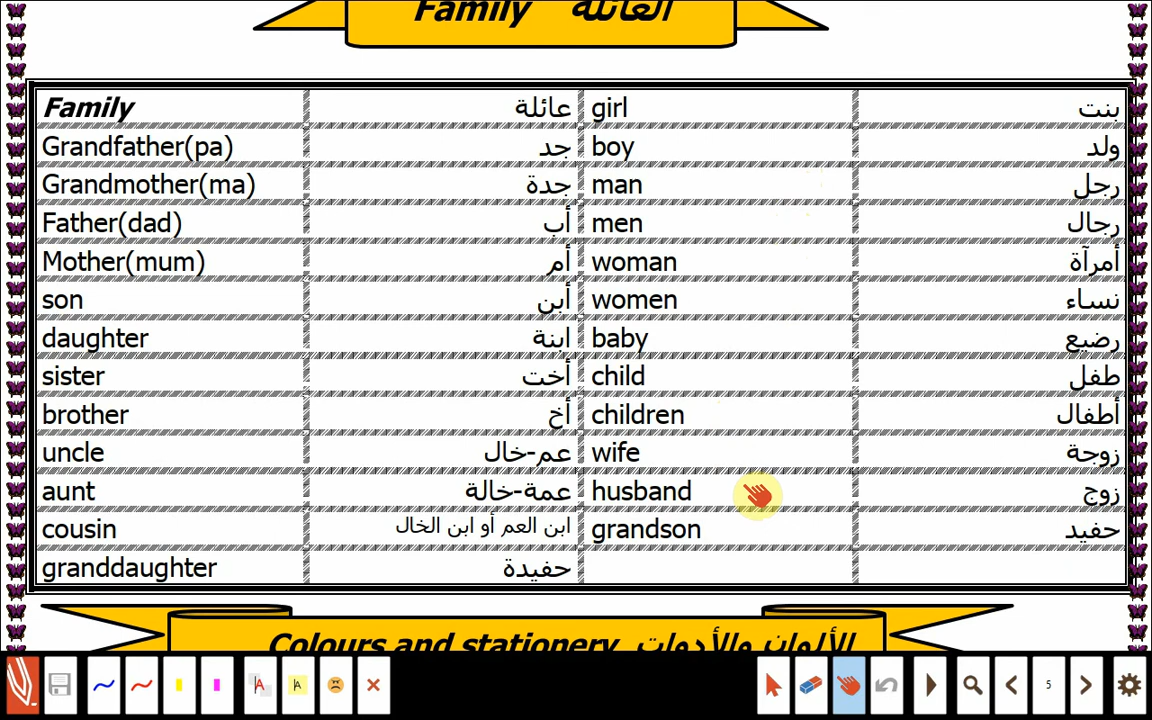 Family العائلة
Family عائلة girl بنت
Grandfather(pa) جد boy ولد
Grandmother(ma) جدة man رجل
Father(dad) أب men رجال
Mother(mum) أم woman أمرآة
son أبن women نساء
daughter ابنة baby رضيع
sister أخت child طفل
brother أخ children أطفال
uncle عم-خال wife زوجة
aunt عمة-خالة husband زوج
cousin ابن العم أو ابن الخال grandson حفيد
granddaughter حفيدة
Colours and stationery الألوان والأدوات
A A 5